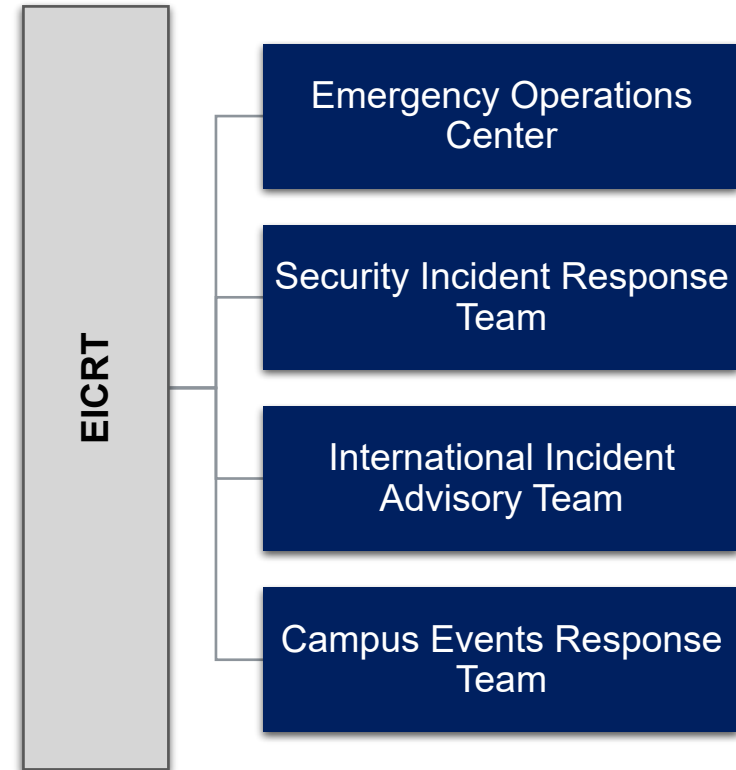 EICRT
Emergency Operations
Center
Security Incident Response
Team
International Incident
Advisory Team
Campus Events Response
Team